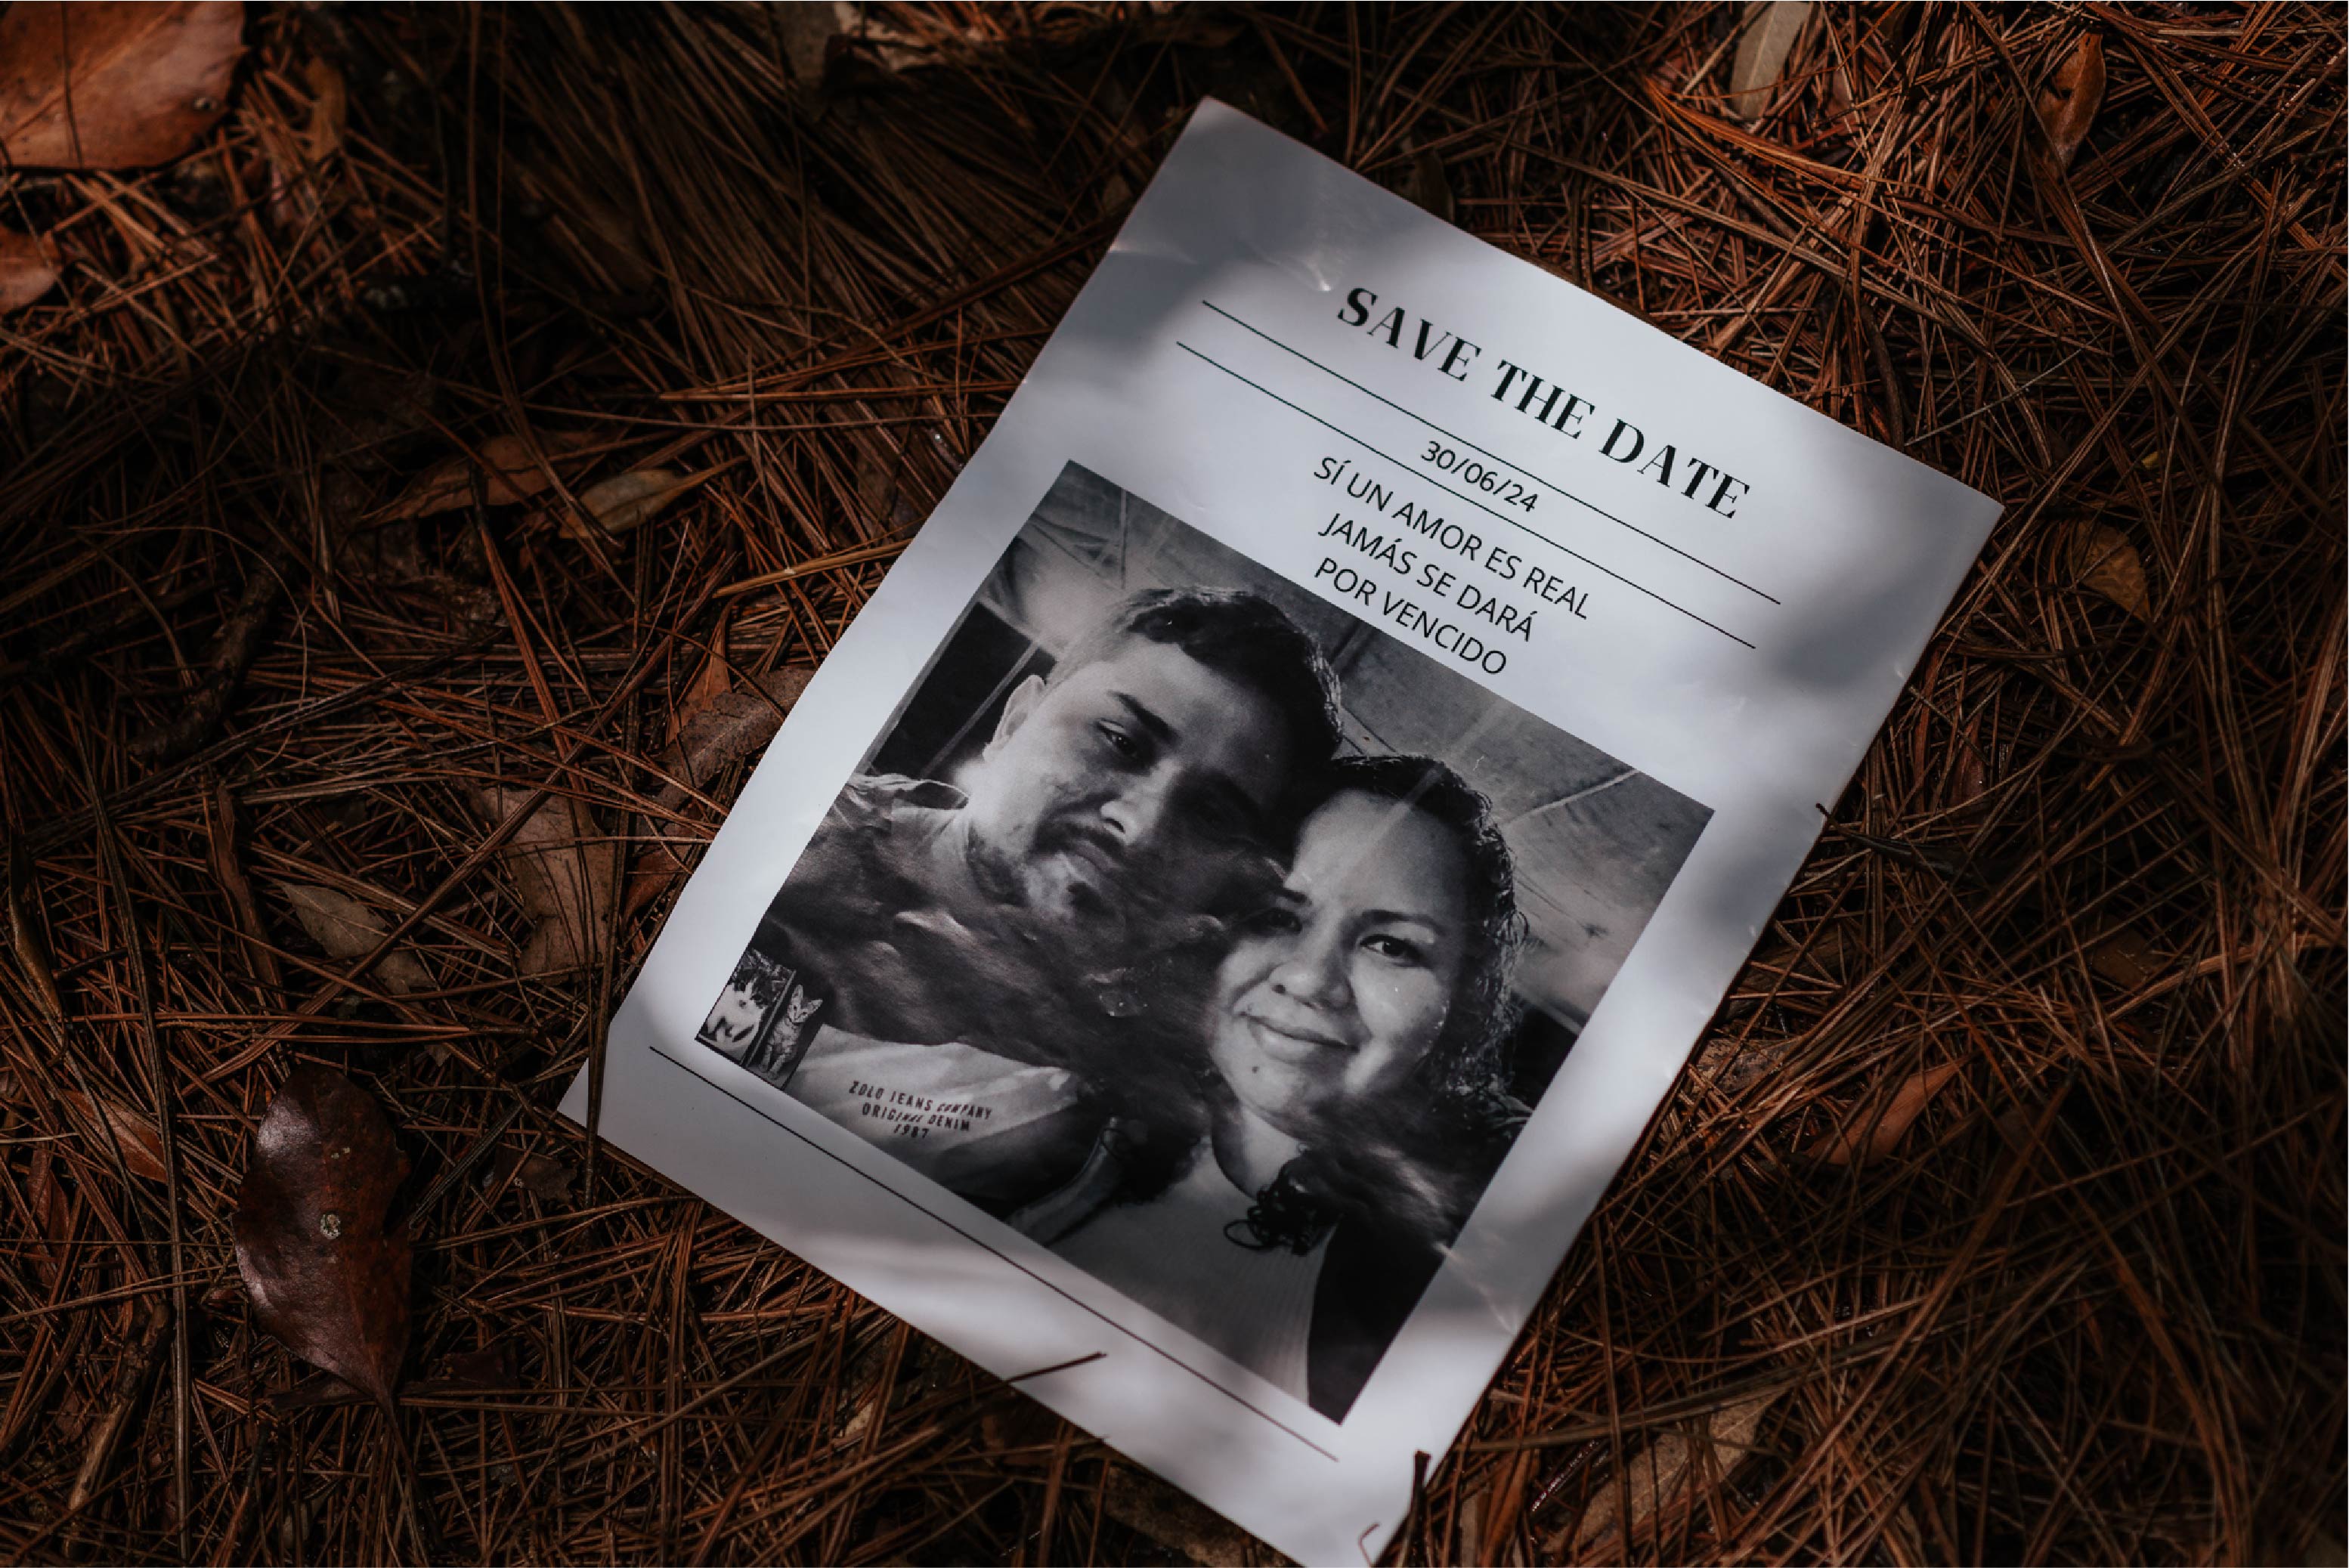 SAVE THE DATE
30/06/24
SÍ UN AMOR ES REAL
JAMÁS SE DARÁ
POR VENCIDO
ZOLO JEANS COMPANY
ORIGINAL DENIM
1987